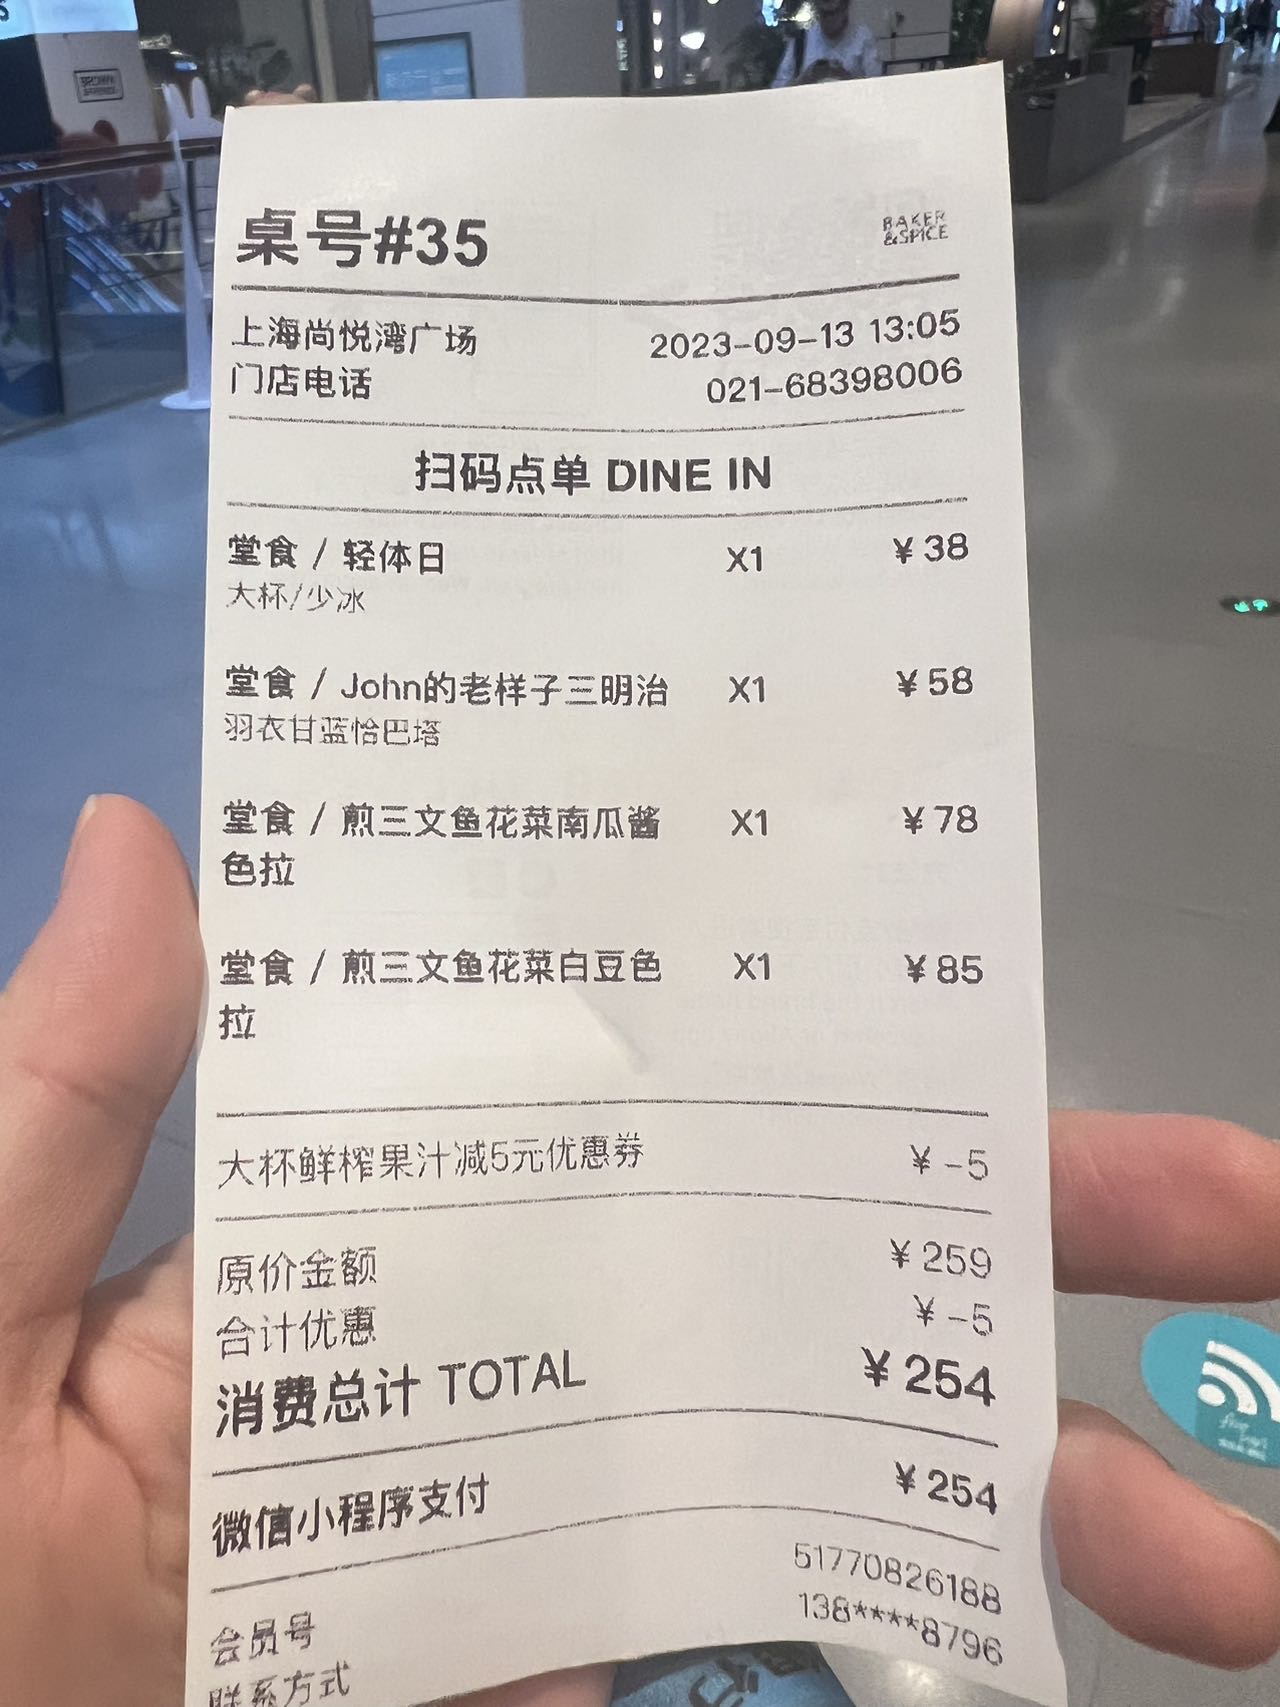 桌号#35
BAKER
&SPICE
上海尚悦湾广场 2023-09-13 13:05
门店电话 021-68398006
扫码点单 DINE IN
堂食 / 轻体日 X1 ¥38
大杯/少冰
堂食 / John的老样子三明治 X1 ¥58
羽衣甘蓝恰巴塔
堂食 / 煎三文鱼花菜南瓜酱 X1 ¥78
色拉
堂食 / 煎三文鱼花菜白豆色 X1 ¥85
拉
大杯鲜榨果汁减5元优惠券 ¥-5
原价金额 ¥259
合计优惠 ¥-5
消费总计 TOTAL ¥254
微信小程序支付 ¥254
会员号 51770826188
联系方式 138****8796